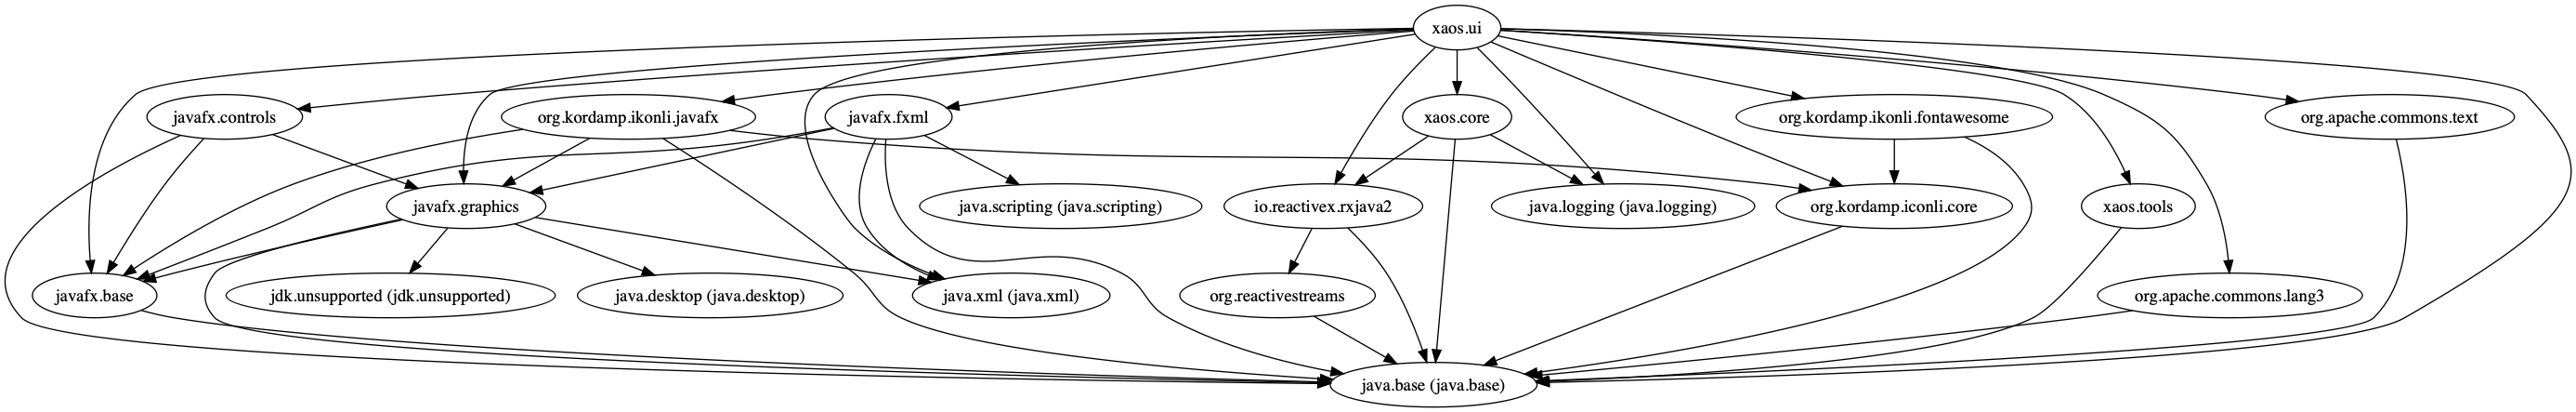 xaos.ui
javafx.controls
org.kordamp.ikonli.javafx
javafx.fxml
xaos.core
org.kordamp.ikonli.fontawesome
org.apache.commons.text
javafx.graphics
java.scripting (java.scripting)
io.reactivex.rxjava2
java.logging (java.logging)
org.kordamp.iconli.core
xaos.tools
javafx.base
jdk.unsupported (jdk.unsupported)
java.desktop (java.desktop)
java.xml (java.xml)
org.reactivestreams
org.apache.commons.lang3
java.base (java.base)